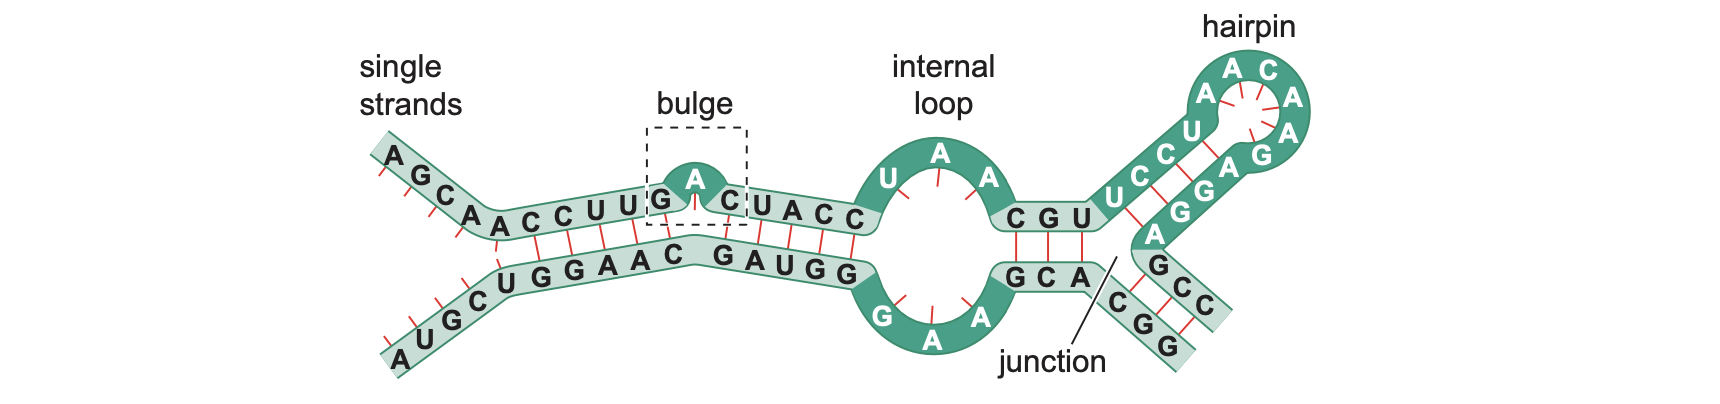 hairpin
single
strands
internal
loop
bulge
A G C A A C C U U G A C U A C C U A A C G U U C C U A A C A A G A G G A G C C
A U G C U G G A A C G A U G G G A A G C A C G G
junction